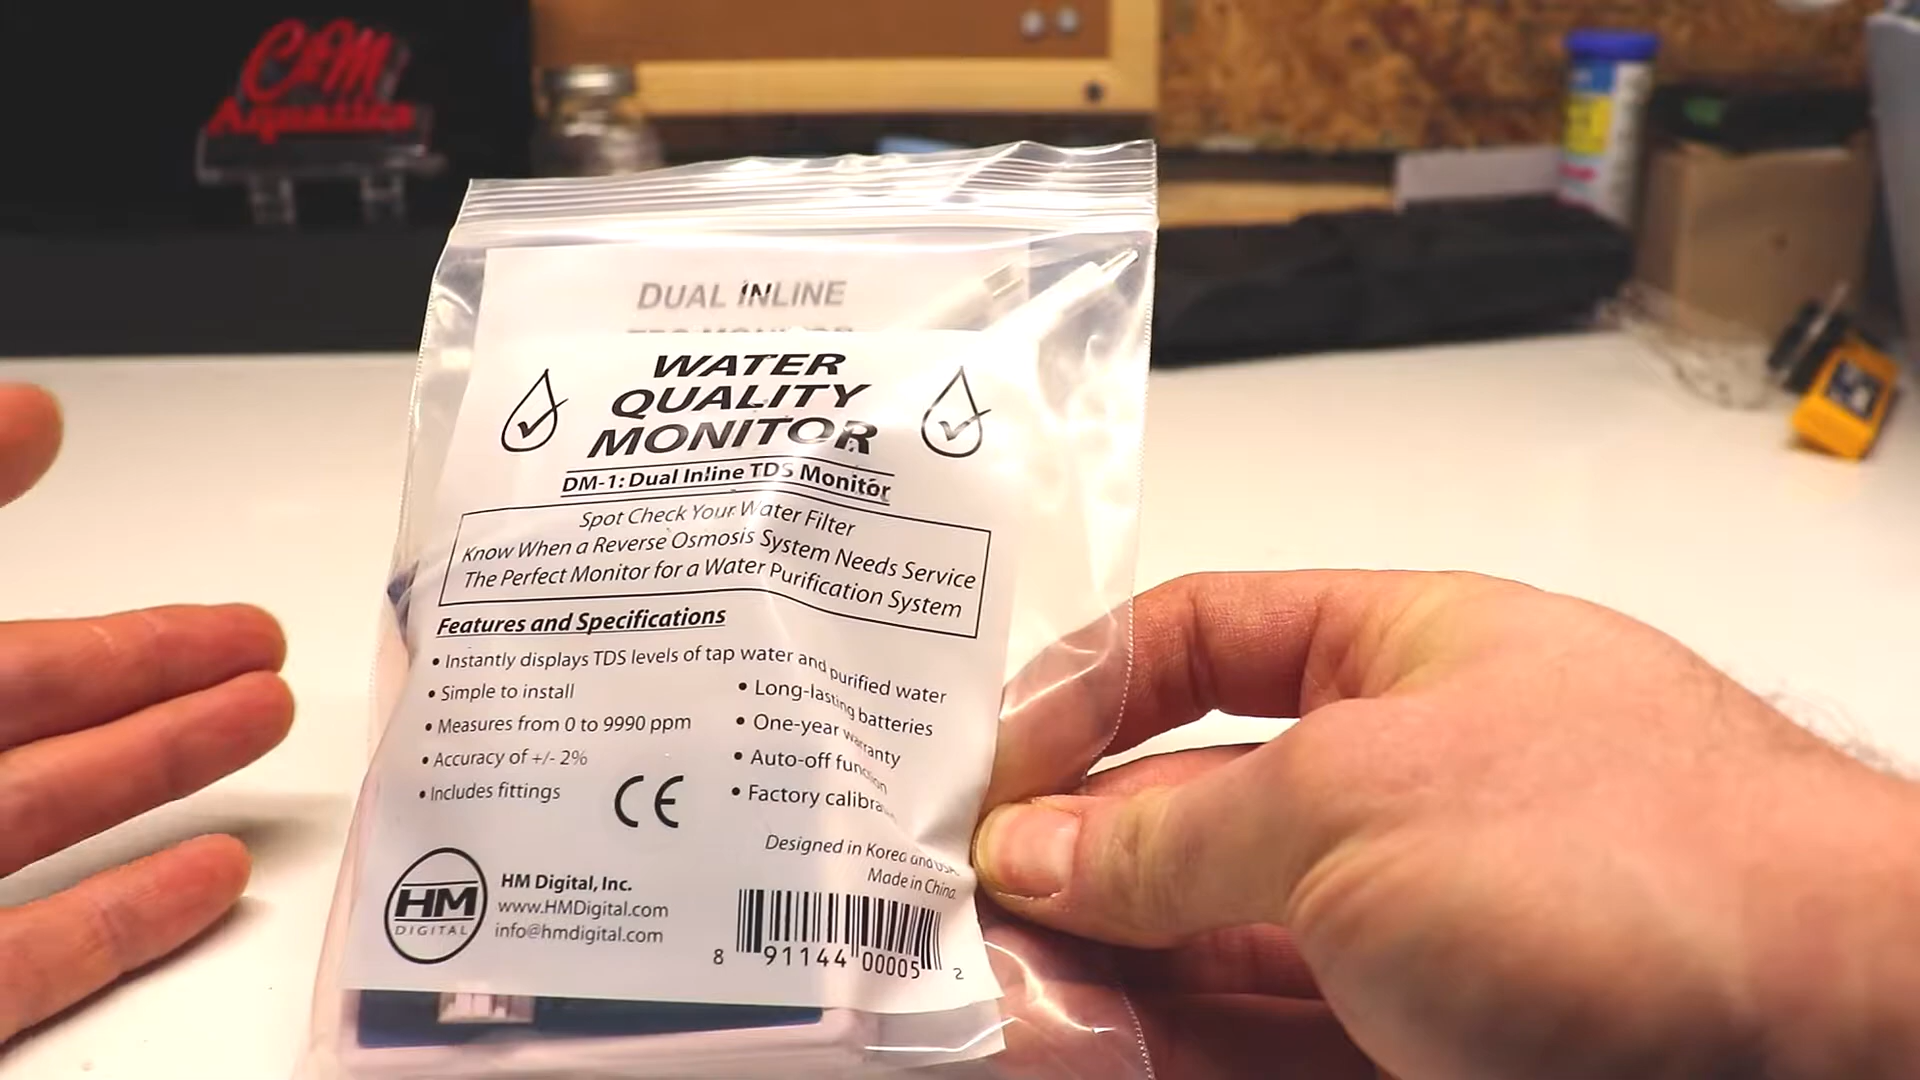 C&M
Aquatics
DUAL INLINE
WATER
QUALITY
MONITOR
DM-1: Dual Inline TDS Monitor
Spot Check Your Water Filter
Know When a Reverse Osmosis System Needs Service
The Perfect Monitor for a Water Purification System
Features and Specifications
• Instantly displays TDS levels of tap water and purified water
• Simple to install
• Measures from 0 to 9990 ppm
• Accuracy of +/- 2%
• Includes fittings
• Long-lasting batteries
• One-year warranty
• Auto-off function
• Factory
CE
Designed in Korea and USA.
Made in China.
HM
DIGITAL
HM Digital, Inc.
www.HMDigital.com
info@hmdigital.com
8 91144 00005 2